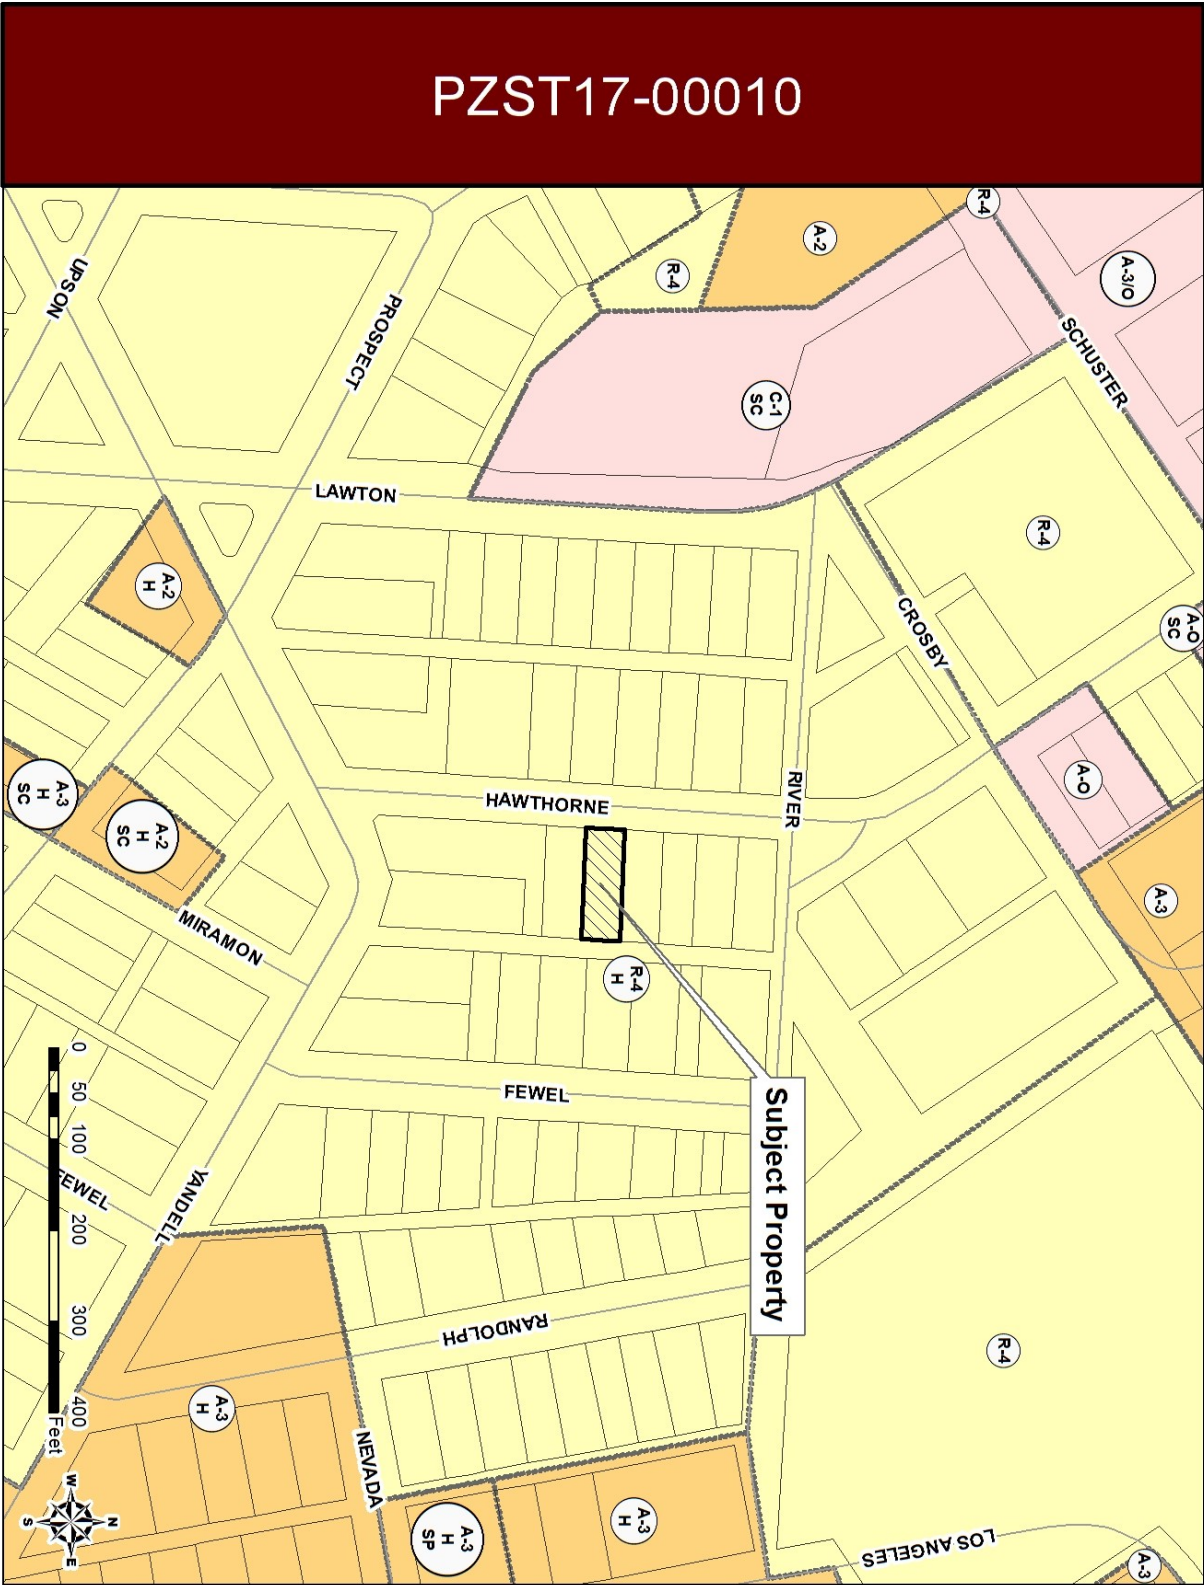 PZST17-00010
R-4
A-2
A-3/O
R-4
UPSON
PROSPECT
SCHUSTER
C-1
SC
LAWTON
R-4
A-2
H
CROSBY
A-O
SC
A-3
H
SC
A-2
H
SC
HAWTHORNE
RIVER
A-O
A-3
MIRAMON
R-4
H
FEWEL
Subject Property
0
50
100
200
300
400
Feet
FEWEL
YANDELL
RANDOLPH
R-4
A-3
H
NEVADA
A-3
H
SP
A-3
H
LOS ANGELES
A-3
W
N
S
E